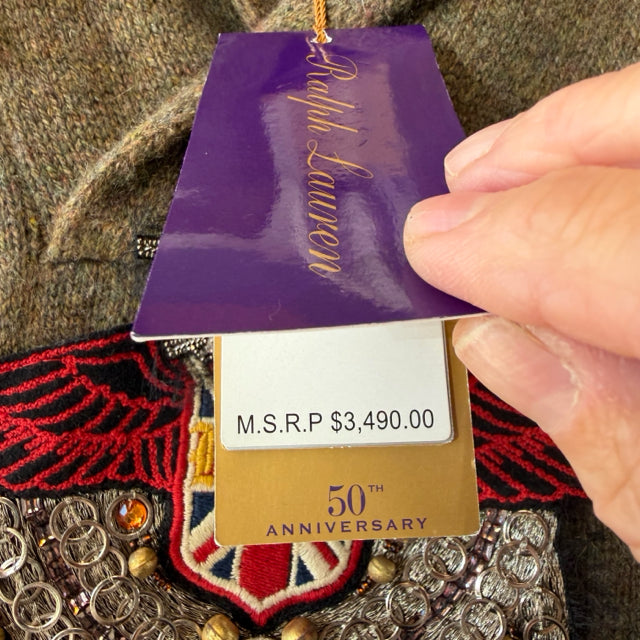 Ralph Lauren
M.S.R.P $3,490.00
50TH
ANNIVERSARY